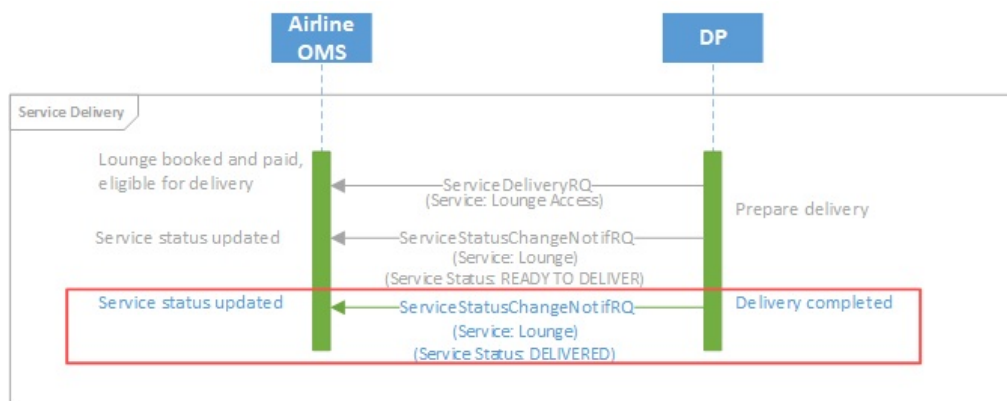 Airline
OMS
DP
Service Delivery
Lounge booked and paid,
eligible for delivery
ServiceDeliveryRQ
(Service: Lounge Access)
Prepare delivery
Service status updated
ServiceStatusChangeNotifRQ
(Service: Lounge)
(Service Status: READY TO DELIVER)
Service status updated
ServiceStatusChangeNotifRQ
Delivery completed
(Service: Lounge)
(Service Status: DELIVERED)